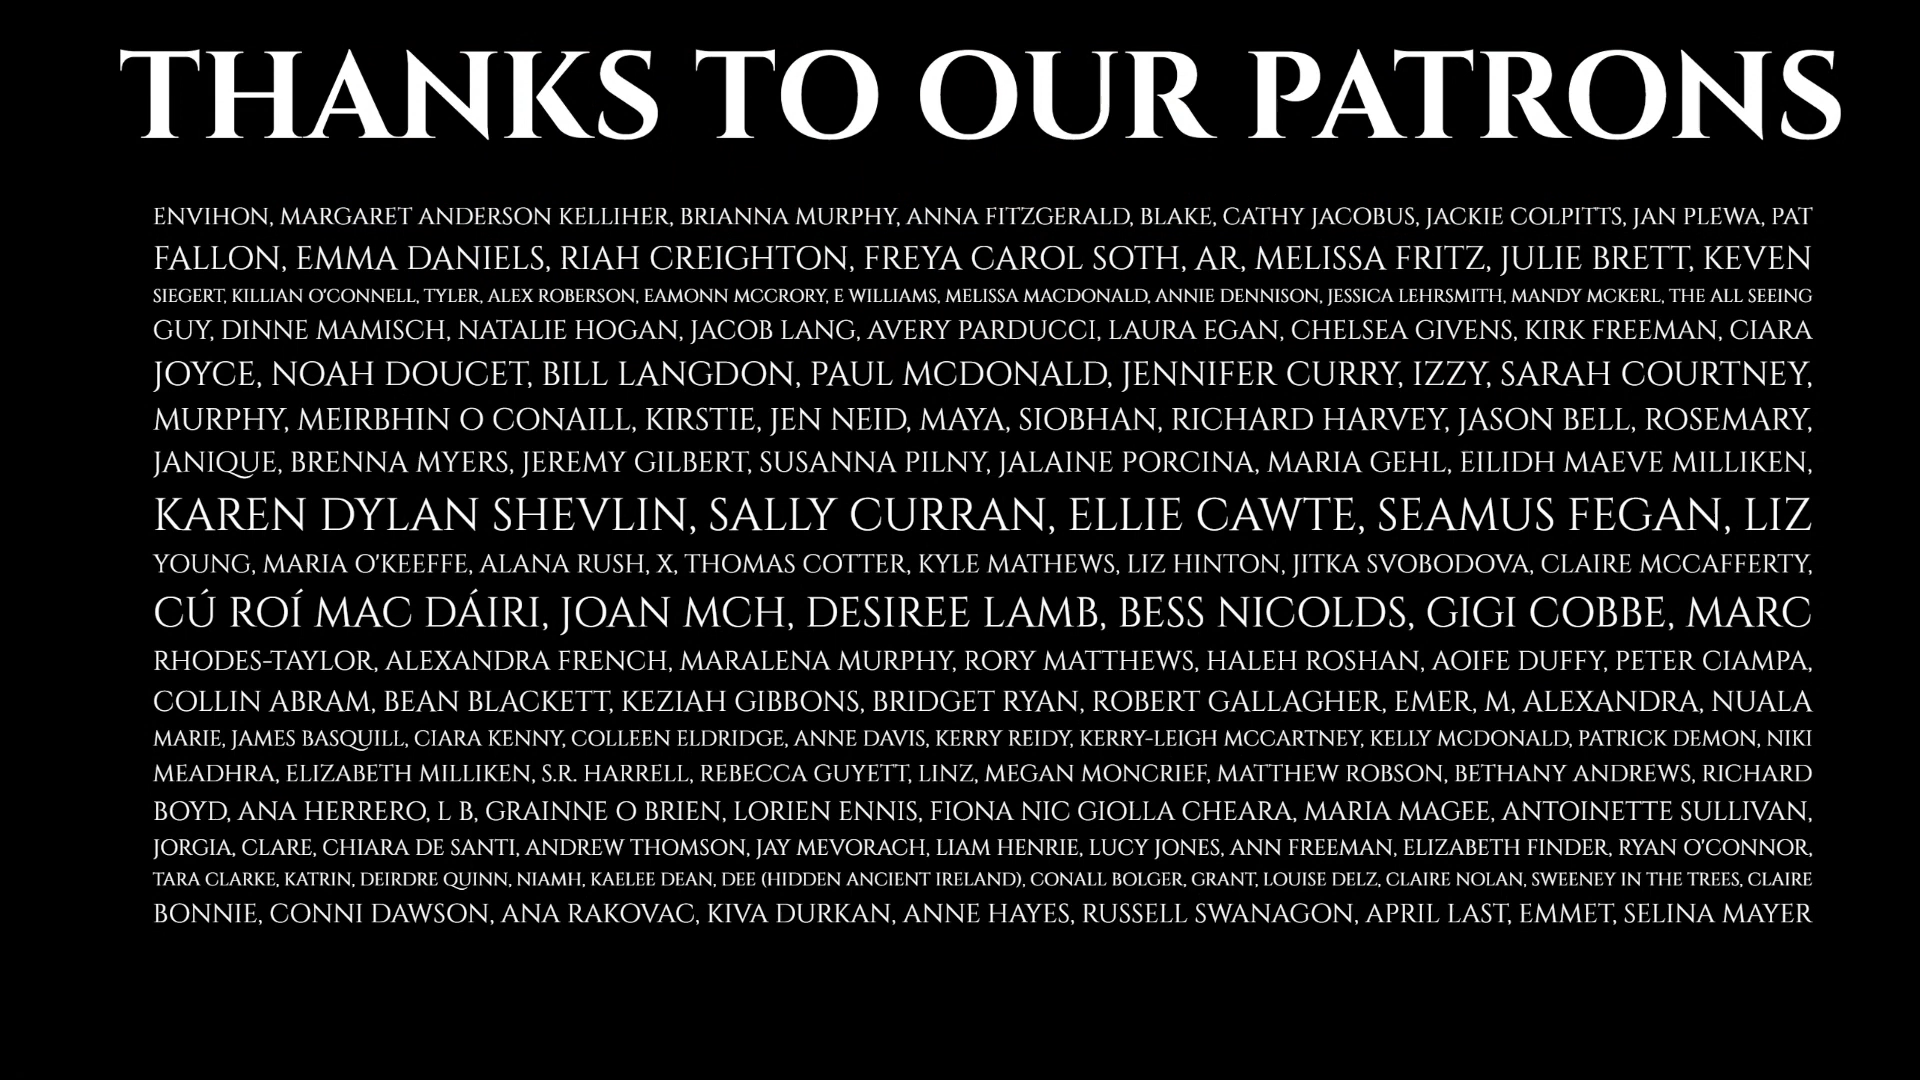 THANKS TO OUR PATRONS
ENVIHON, MARGARET ANDERSON KELLIHER, BRIANNA MURPHY, ANNA FITZGERALD, BLAKE, CATHY JACOBUS, JACKIE COLPITTS, JAN PLEWA, PAT
FALLON, EMMA DANIELS, RIAH CREIGHTON, FREYA CAROL SOTH, AR, MELISSA FRITZ, JULIE BRETT, KEVEN
SIEGERT, KILLIAN O'CONNELL, TYLER, ALEX ROBERSON, EAMONN MCCRORY, E WILLIAMS, MELISSA MACDONALD, ANNIE DENNISON, JESSICA LEHRSMITH, MANDY MCKERL, THE ALL SEEING
GUY, DINNE MAMISCH, NATALIE HOGAN, JACOB LANG, AVERY PARDUCCI, LAURA EGAN, CHELSEA GIVENS, KIRK FREEMAN, CIARA
JOYCE, NOAH DOUCET, BILL LANGDON, PAUL MCDONALD, JENNIFER CURRY, IZZY, SARAH COURTNEY,
MURPHY, MEIRBHIN O CONAILL, KIRSTIE, JEN NEID, MAYA, SIOBHAN, RICHARD HARVEY, JASON BELL, ROSEMARY,
JANIQUE, BRENNA MYERS, JEREMY GILBERT, SUSANNA PILNY, JALAINE PORCINA, MARIA GEHL, EILIDH MAEVE MILLIKEN,
KAREN DYLAN SHEVLIN, SALLY CURRAN, ELLIE CAWTE, SEAMUS FEGAN, LIZ
YOUNG, MARIA O'KEEFFE, ALANA RUSH, X, THOMAS COTTER, KYLE MATHEWS, LIZ HINTON, JITKA SVOBODOVA, CLAIRE MCCAFFERTY,
CÚ ROÍ MAC DÁIRI, JOAN MCH, DESIREE LAMB, BESS NICOLDS, GIGI COBBE, MARC
RHODES-TAYLOR, ALEXANDRA FRENCH, MARALENA MURPHY, RORY MATTHEWS, HALEH ROSHAN, AOIFE DUFFY, PETER CIAMPA,
COLLIN ABRAM, BEAN BLACKETT, KEZIAH GIBBONS, BRIDGET RYAN, ROBERT GALLAGHER, EMER, M, ALEXANDRA, NUALA
MARIE, JAMES BASQUILL, CIARA KENNY, COLLEEN ELDRIDGE, ANNE DAVIS, KERRY REIDY, KERRY-LEIGH MCCARTNEY, KELLY MCDONALD, PATRICK DEMON, NIKI
MEADHRA, ELIZABETH MILLIKEN, S.R. HARRELL, REBECCA GUYETT, LINZ, MEGAN MONCRIEF, MATTHEW ROBSON, BETHANY ANDREWS, RICHARD
BOYD, ANA HERRERO, L B, GRAINNE O BRIEN, LORIEN ENNIS, FIONA NIC GIOLLA CHEARA, MARIA MAGEE, ANTOINETTE SULLIVAN,
JORGIA, CLARE, CHIARA DE SANTI, ANDREW THOMSON, JAY MEVORACH, LIAM HENRIE, LUCY JONES, ANN FREEMAN, ELIZABETH FINDER, RYAN O'CONNOR,
TARA CLARKE, KATRIN, DEIRDRE QUINN, NIAMH, KAELEE DEAN, DEE (HIDDEN ANCIENT IRELAND), CONALL BOLGER, GRANT, LOUISE DELZ, CLAIRE NOLAN, SWEENEY IN THE TREES, CLAIRE
BONNIE, CONNI DAWSON, ANA RAKOVAC, KIVA DURKAN, ANNE HAYES, RUSSELL SWANAGON, APRIL LAST, EMMET, SELINA MAYER